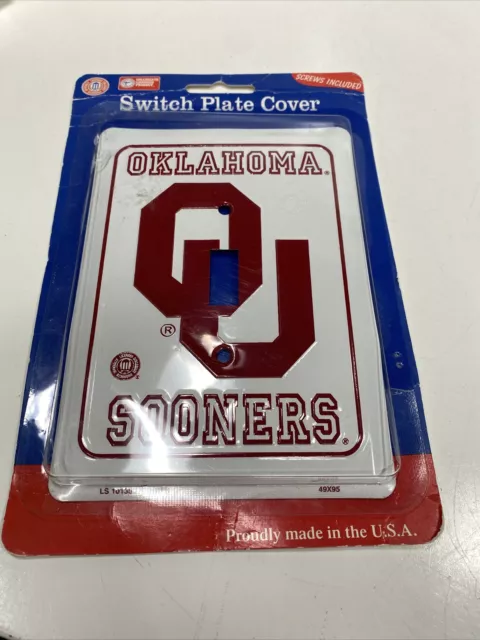 SCREWS INCLUDED
Switch Plate Cover
OKLAHOMA®
OU
®
SOONERS®
49X95
Proudly made in the U.S.A.